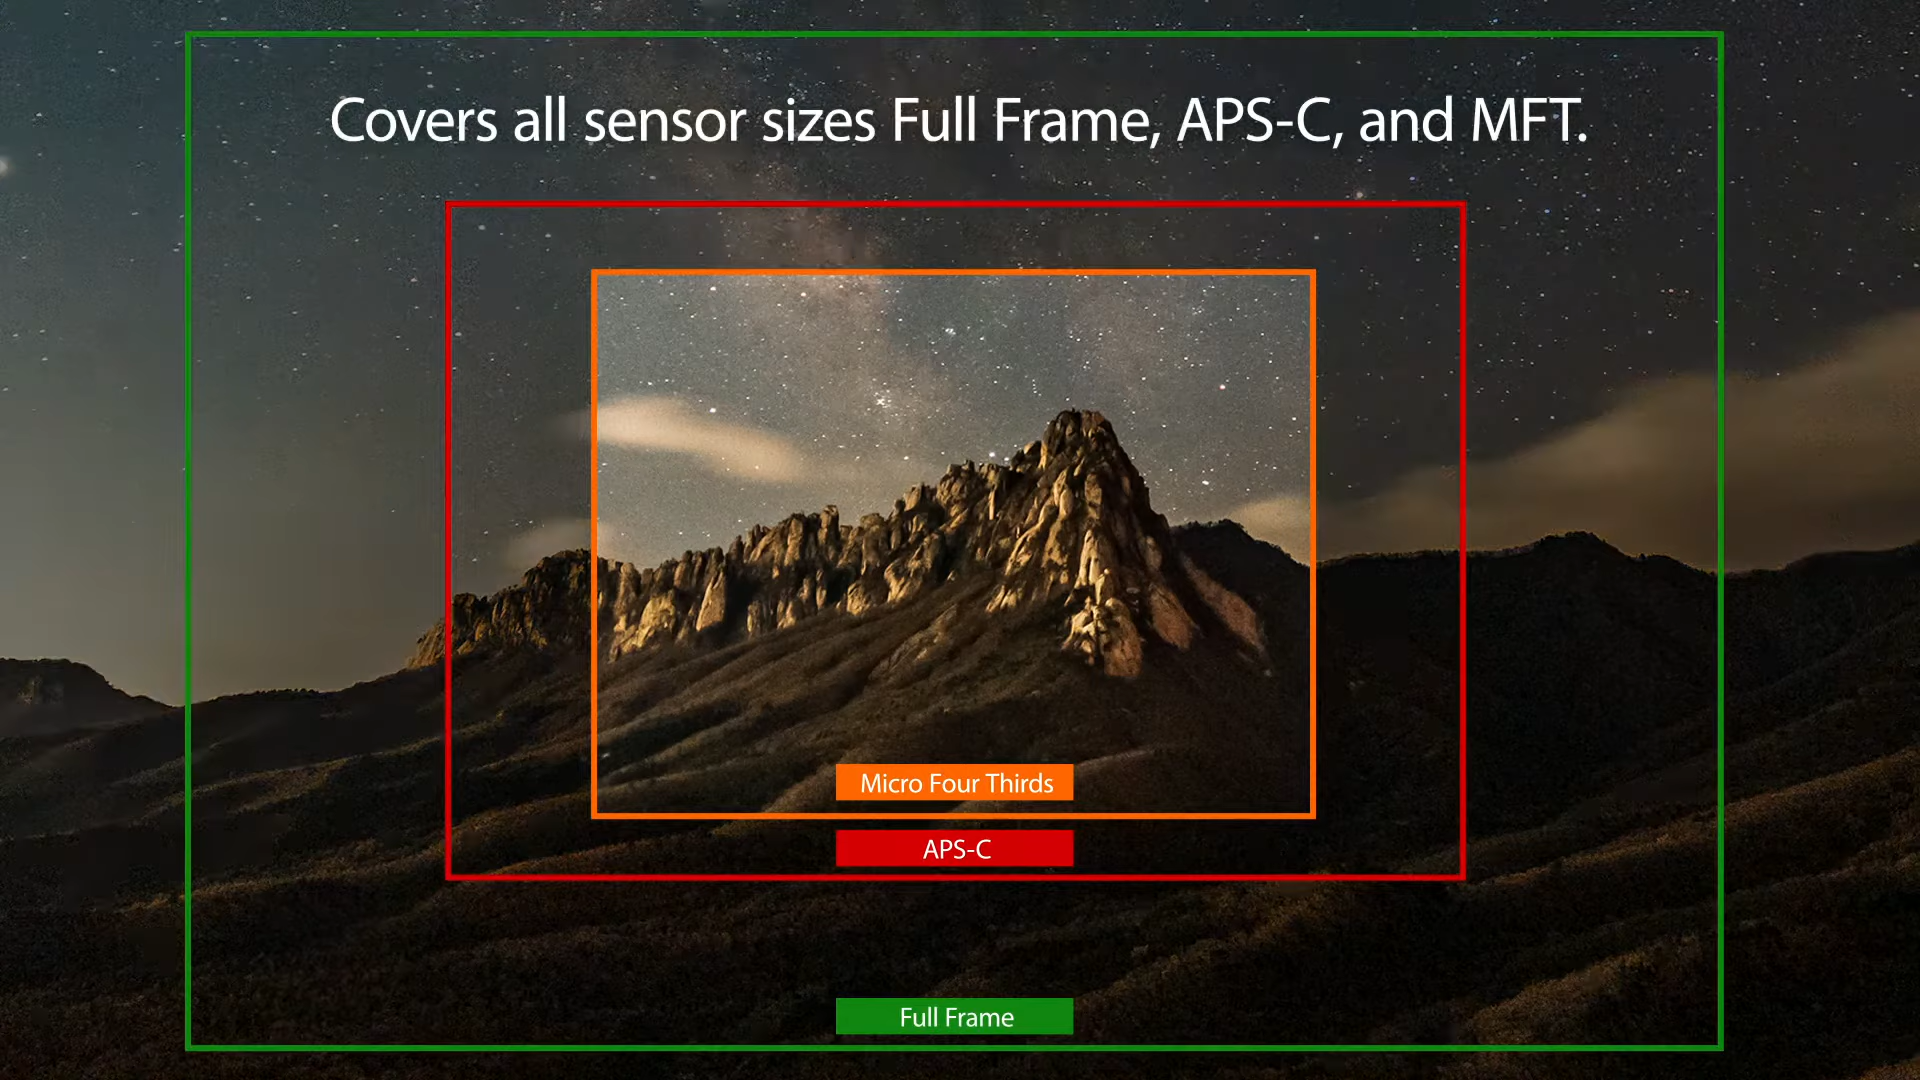 Covers all sensor sizes Full Frame, APS-C, and MFT.
Micro Four Thirds
APS-C
Full Frame